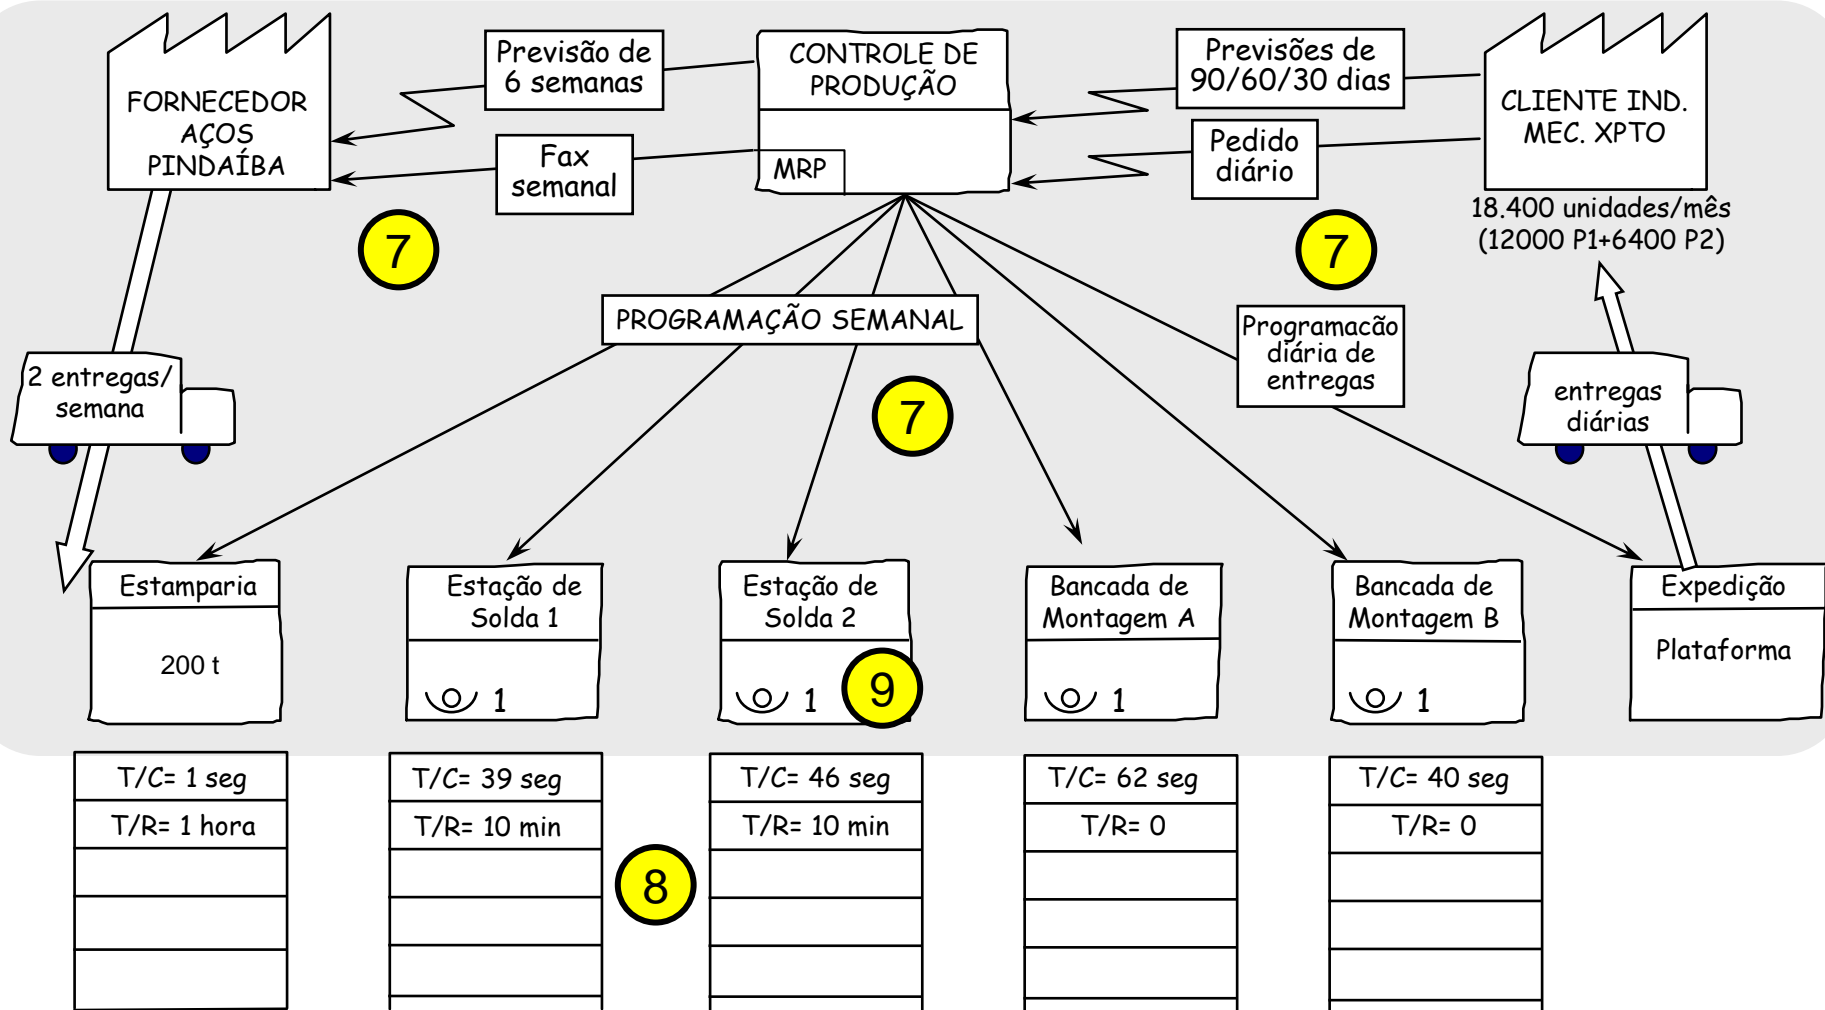 FORNECEDOR
AÇOS
PINDAÍBA
Previsão de
6 semanas
Fax
semanal
CONTROLE DE
PRODUÇÃO
MRP
Previsões de
90/60/30 dias
Pedido
diário
CLIENTE IND.
MEC. XPTO
18.400 unidades/mês
(12000 P1+6400 P2)
7
7
PROGRAMAÇÃO SEMANAL
Programacão
diária de
entregas
2 entregas/
semana
7
entregas
diárias
Estamparia
200 t
Estação de
Solda 1
1
Estação de
Solda 2
1
9
Bancada de
Montagem A
1
Bancada de
Montagem B
1
Expedição
Plataforma
T/C= 1 seg
T/R= 1 hora
T/C= 39 seg
T/R= 10 min
8
T/C= 46 seg
T/R= 10 min
T/C= 62 seg
T/R= 0
T/C= 40 seg
T/R= 0